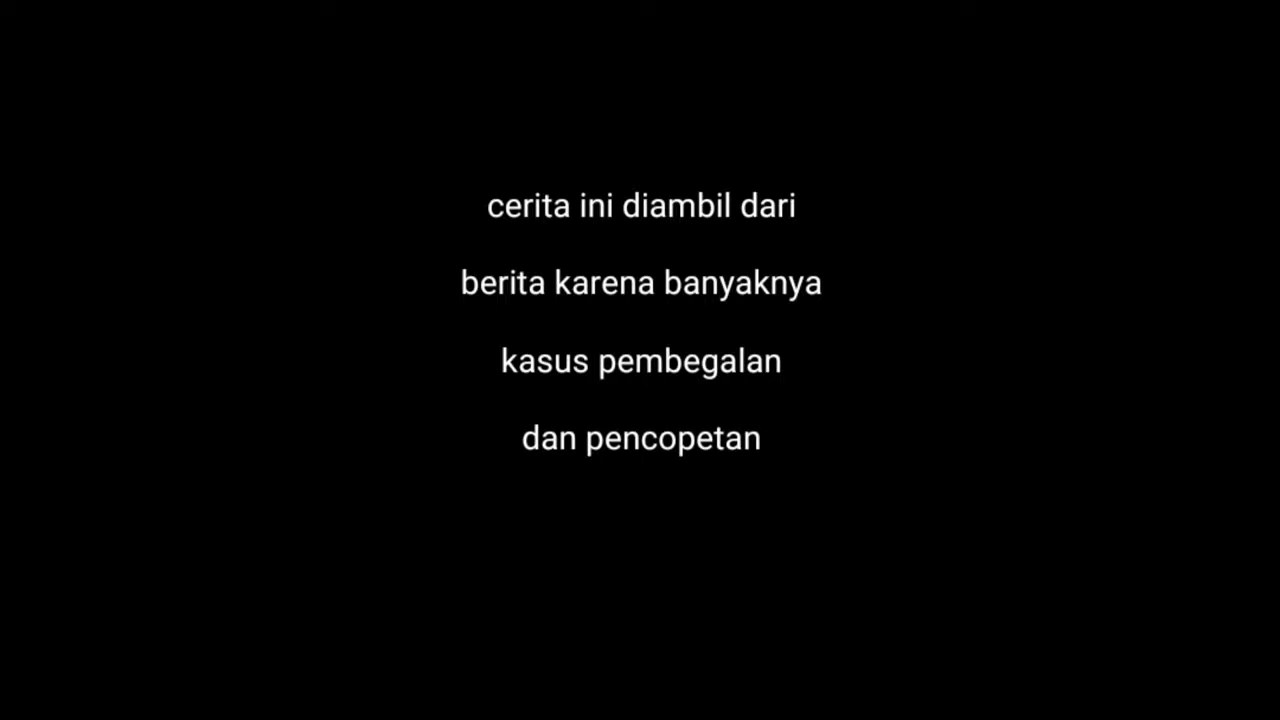 cerita ini diambil dari
berita karena banyaknya
kasus pembegalan
dan pencopetan